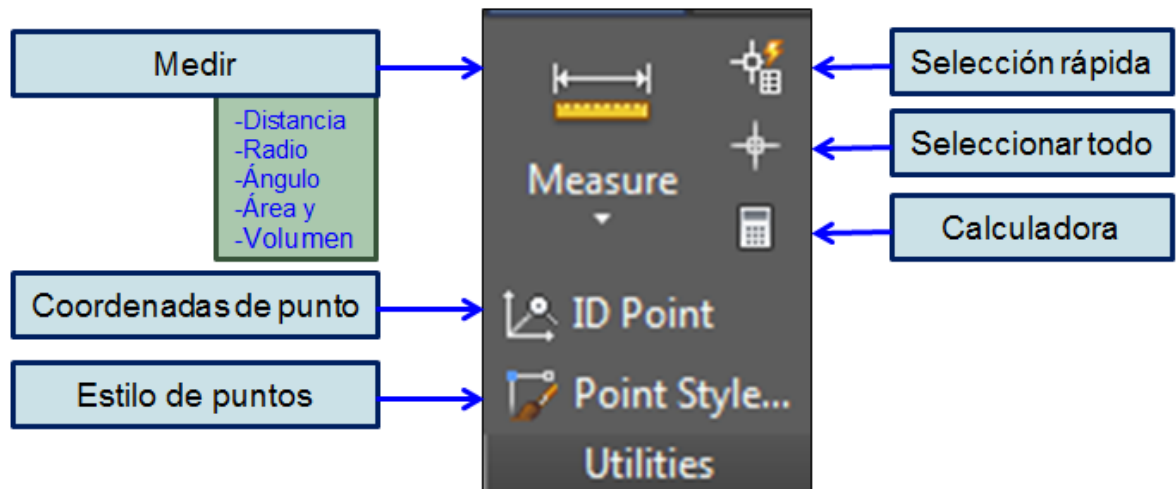 Medir
-Distancia
-Radio
-Ángulo
-Área y
-Volumen
Coordenadas de punto
Estilo de puntos
Measure
ID Point
Point Style...
Utilities
Selección rápida
Seleccionar todo
Calculadora